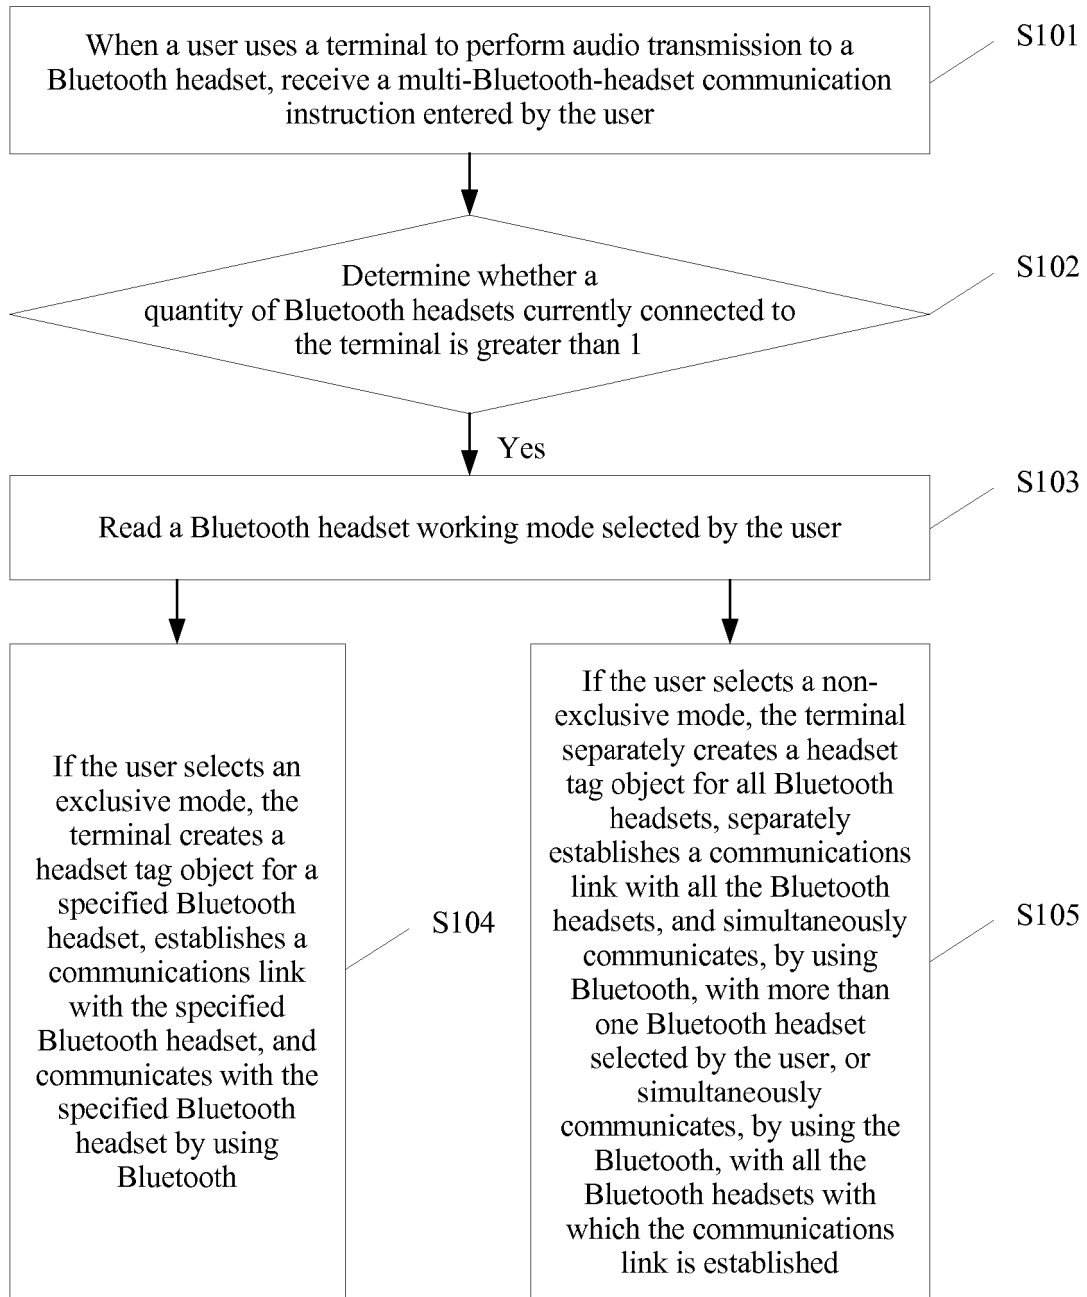 When a user uses a terminal to perform audio transmission to a
Bluetooth headset, receive a multi-Bluetooth-headset communication
instruction entered by the user
S101
Determine whether a
quantity of Bluetooth headsets currently connected to
the terminal is greater than 1
S102
Yes
Read a Bluetooth headset working mode selected by the user
S103
If the user selects an
exclusive mode, the
terminal creates a
headset tag object for a
specified Bluetooth
headset, establishes a
communications link
with the specified
Bluetooth headset, and
communicates with the
specified Bluetooth
headset by using
Bluetooth
S104
If the user selects a non-
exclusive mode, the terminal
separately creates a headset
tag object for all Bluetooth
headsets, separately
establishes a communications
link with all the Bluetooth
headsets, and simultaneously
communicates, by using
Bluetooth, with more than
one Bluetooth headset
selected by the user, or
simultaneously
communicates, by using the
Bluetooth, with all the
Bluetooth headsets with
which the communications
link is established
S105